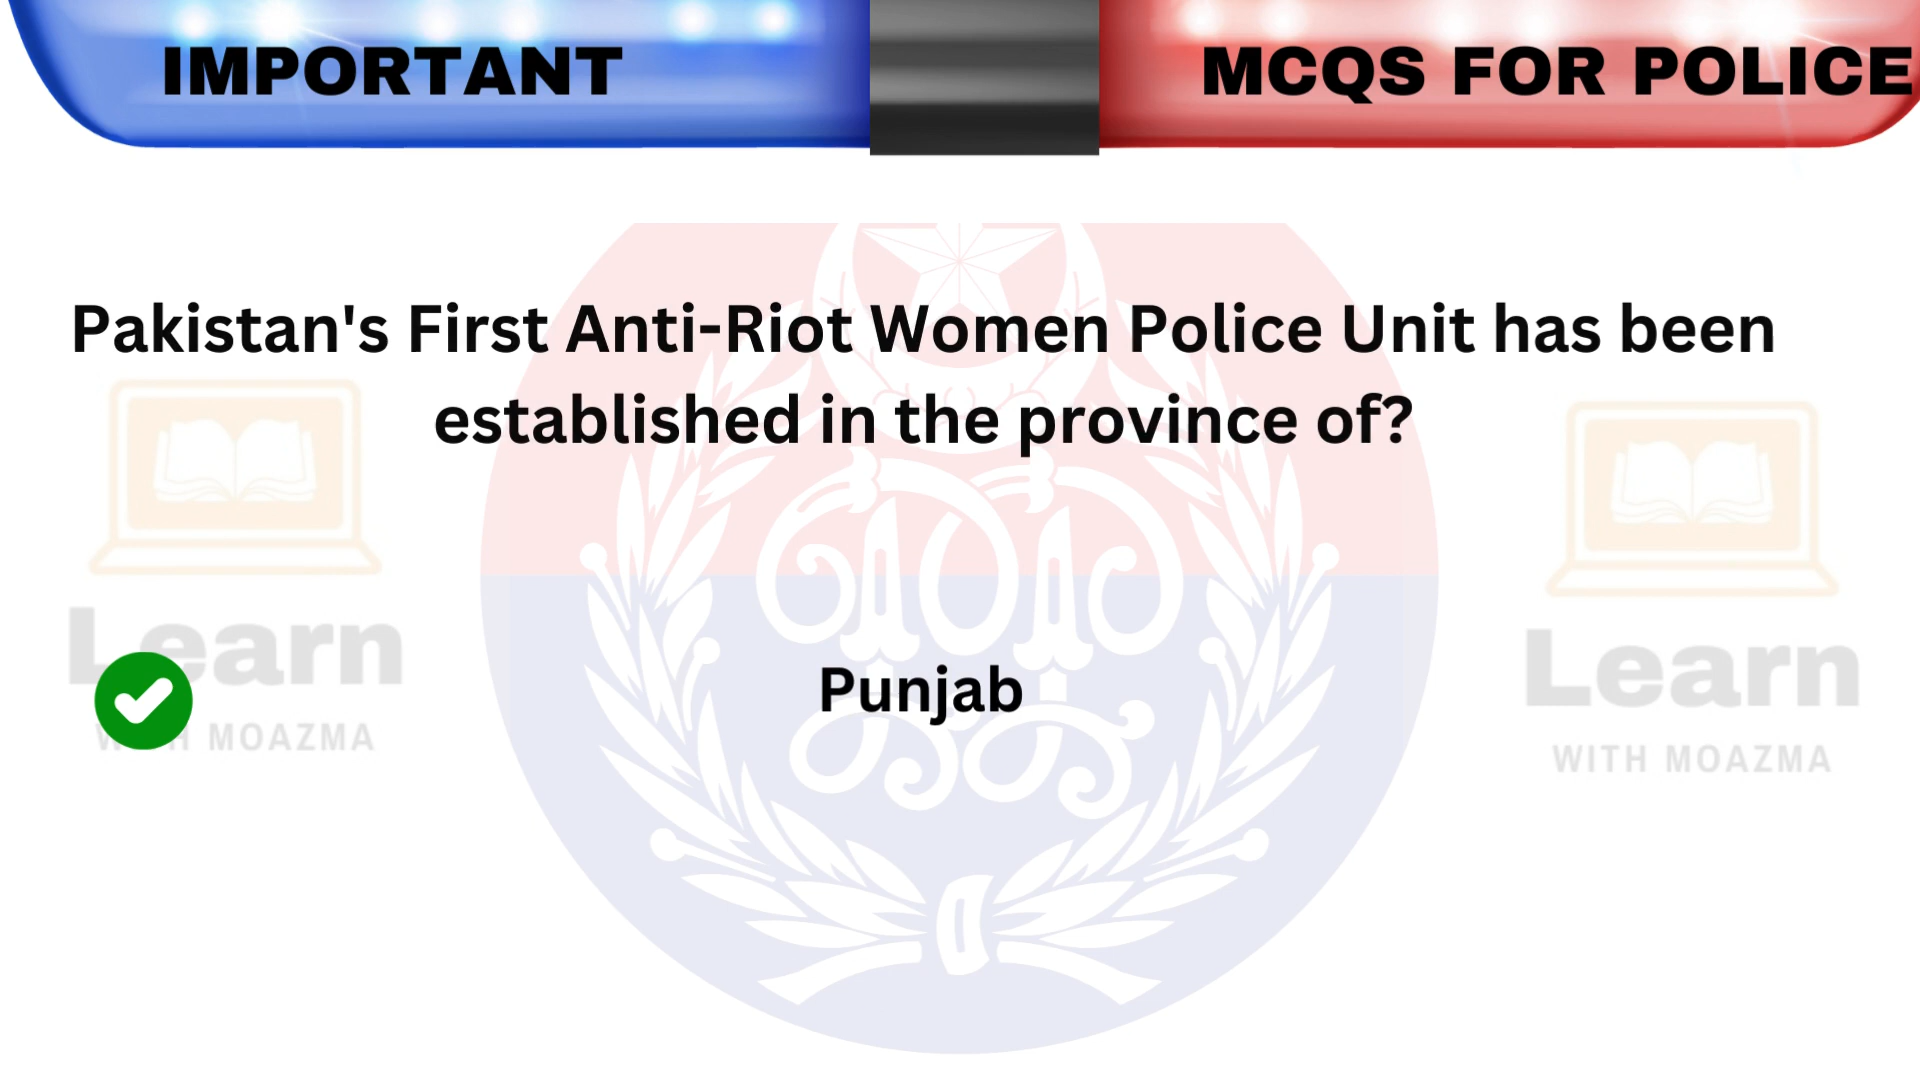 IMPORTANT
MCQS FOR POLICE
Pakistan's First Anti-Riot Women Police Unit has been
established in the province of?
Learn
WITH MOAZMA
Punjab
Learn
WITH MOAZMA